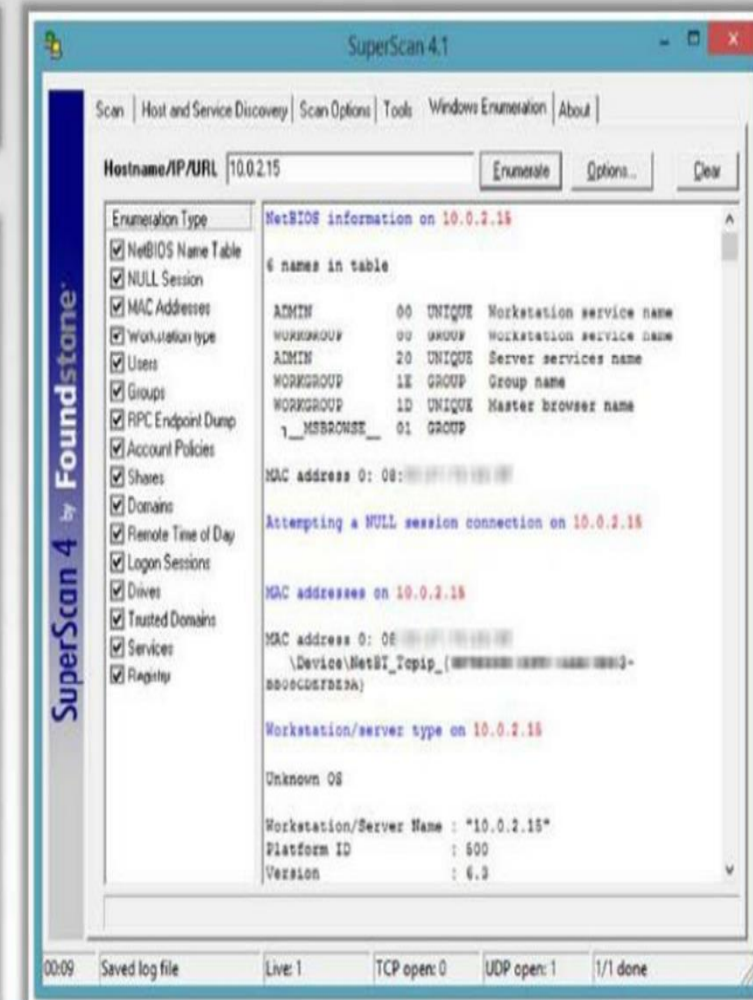 SuperScan 4.1
Scan Host and Service Discovery Scan Options Tools Windows Enumeration About
Hostname/IP/URL 10.0.2.15 Enumerate Options... Clear
SuperScan 4 by Foundstone
Enumeration Type
NetBIOS Name Table
NULL Session
MAC Addresses
Workstation type
Users
Groups
RPC Endpoint Dump
Account Policies
Shares
Domains
Remote Time of Day
Logon Sessions
Drives
Trusted Domains
Services
Registry
NetBIOS information on 10.0.2.15
6 names in table
ADMIN 00 UNIQUE Workstation service name
WORKGROUP 00 GROUP Workstation service name
ADMIN 20 UNIQUE Server services name
WORKGROUP 1E GROUP Group name
WORKGROUP 1D UNIQUE Master browser name
__MSBROWSE__ 01 GROUP
MAC address 0: 08:
Attempting a NULL session connection on 10.0.2.15
MAC addresses on 10.0.2.15
MAC address 0:
\Device\NetBT_Tcpip_{
Workstation/server type on 10.0.2.15
Unknown OS
Workstation/Server Name : "10.0.2.15"
Platform ID : 500
Version : 6.3
00:09 Saved log file Live: 1 TCP open: 0 UDP open: 1 1/1 done